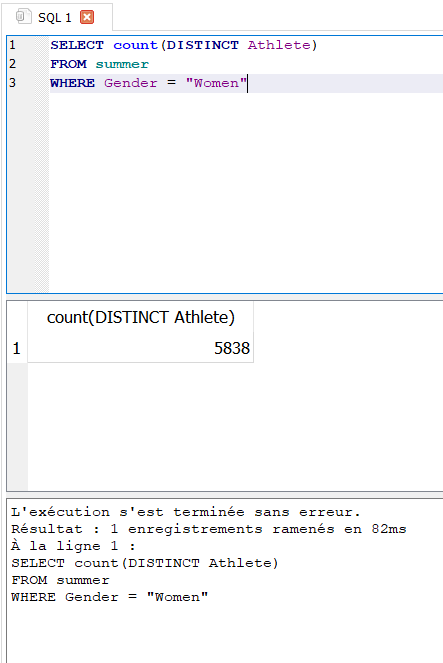 SQL 1
1 SELECT count(DISTINCT Athlete)
2 FROM summer
3 WHERE Gender = "Women"
count(DISTINCT Athlete)
1 5838
L'exécution s'est terminée sans erreur.
Résultat : 1 enregistrements ramenés en 82ms
À la ligne 1 :
SELECT count(DISTINCT Athlete)
FROM summer
WHERE Gender = "Women"